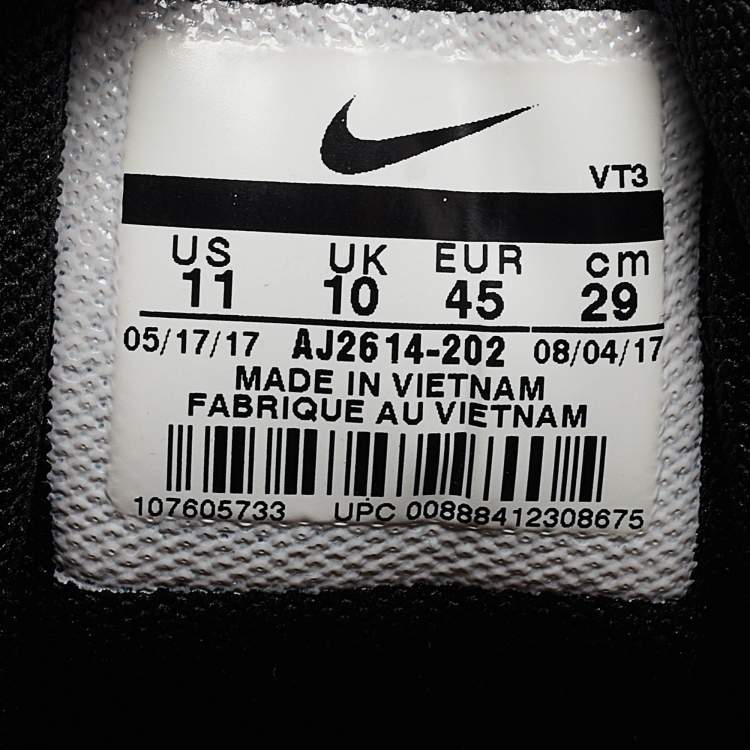 VT3
US UK EUR cm
11 10 45 29
05/17/17 AJ2614-202 08/04/17
MADE IN VIETNAM
FABRIQUE AU VIETNAM
107605733 UPC 00888412308675